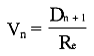 Vₙ = Dₙ ₊ ₁ / Rₑ